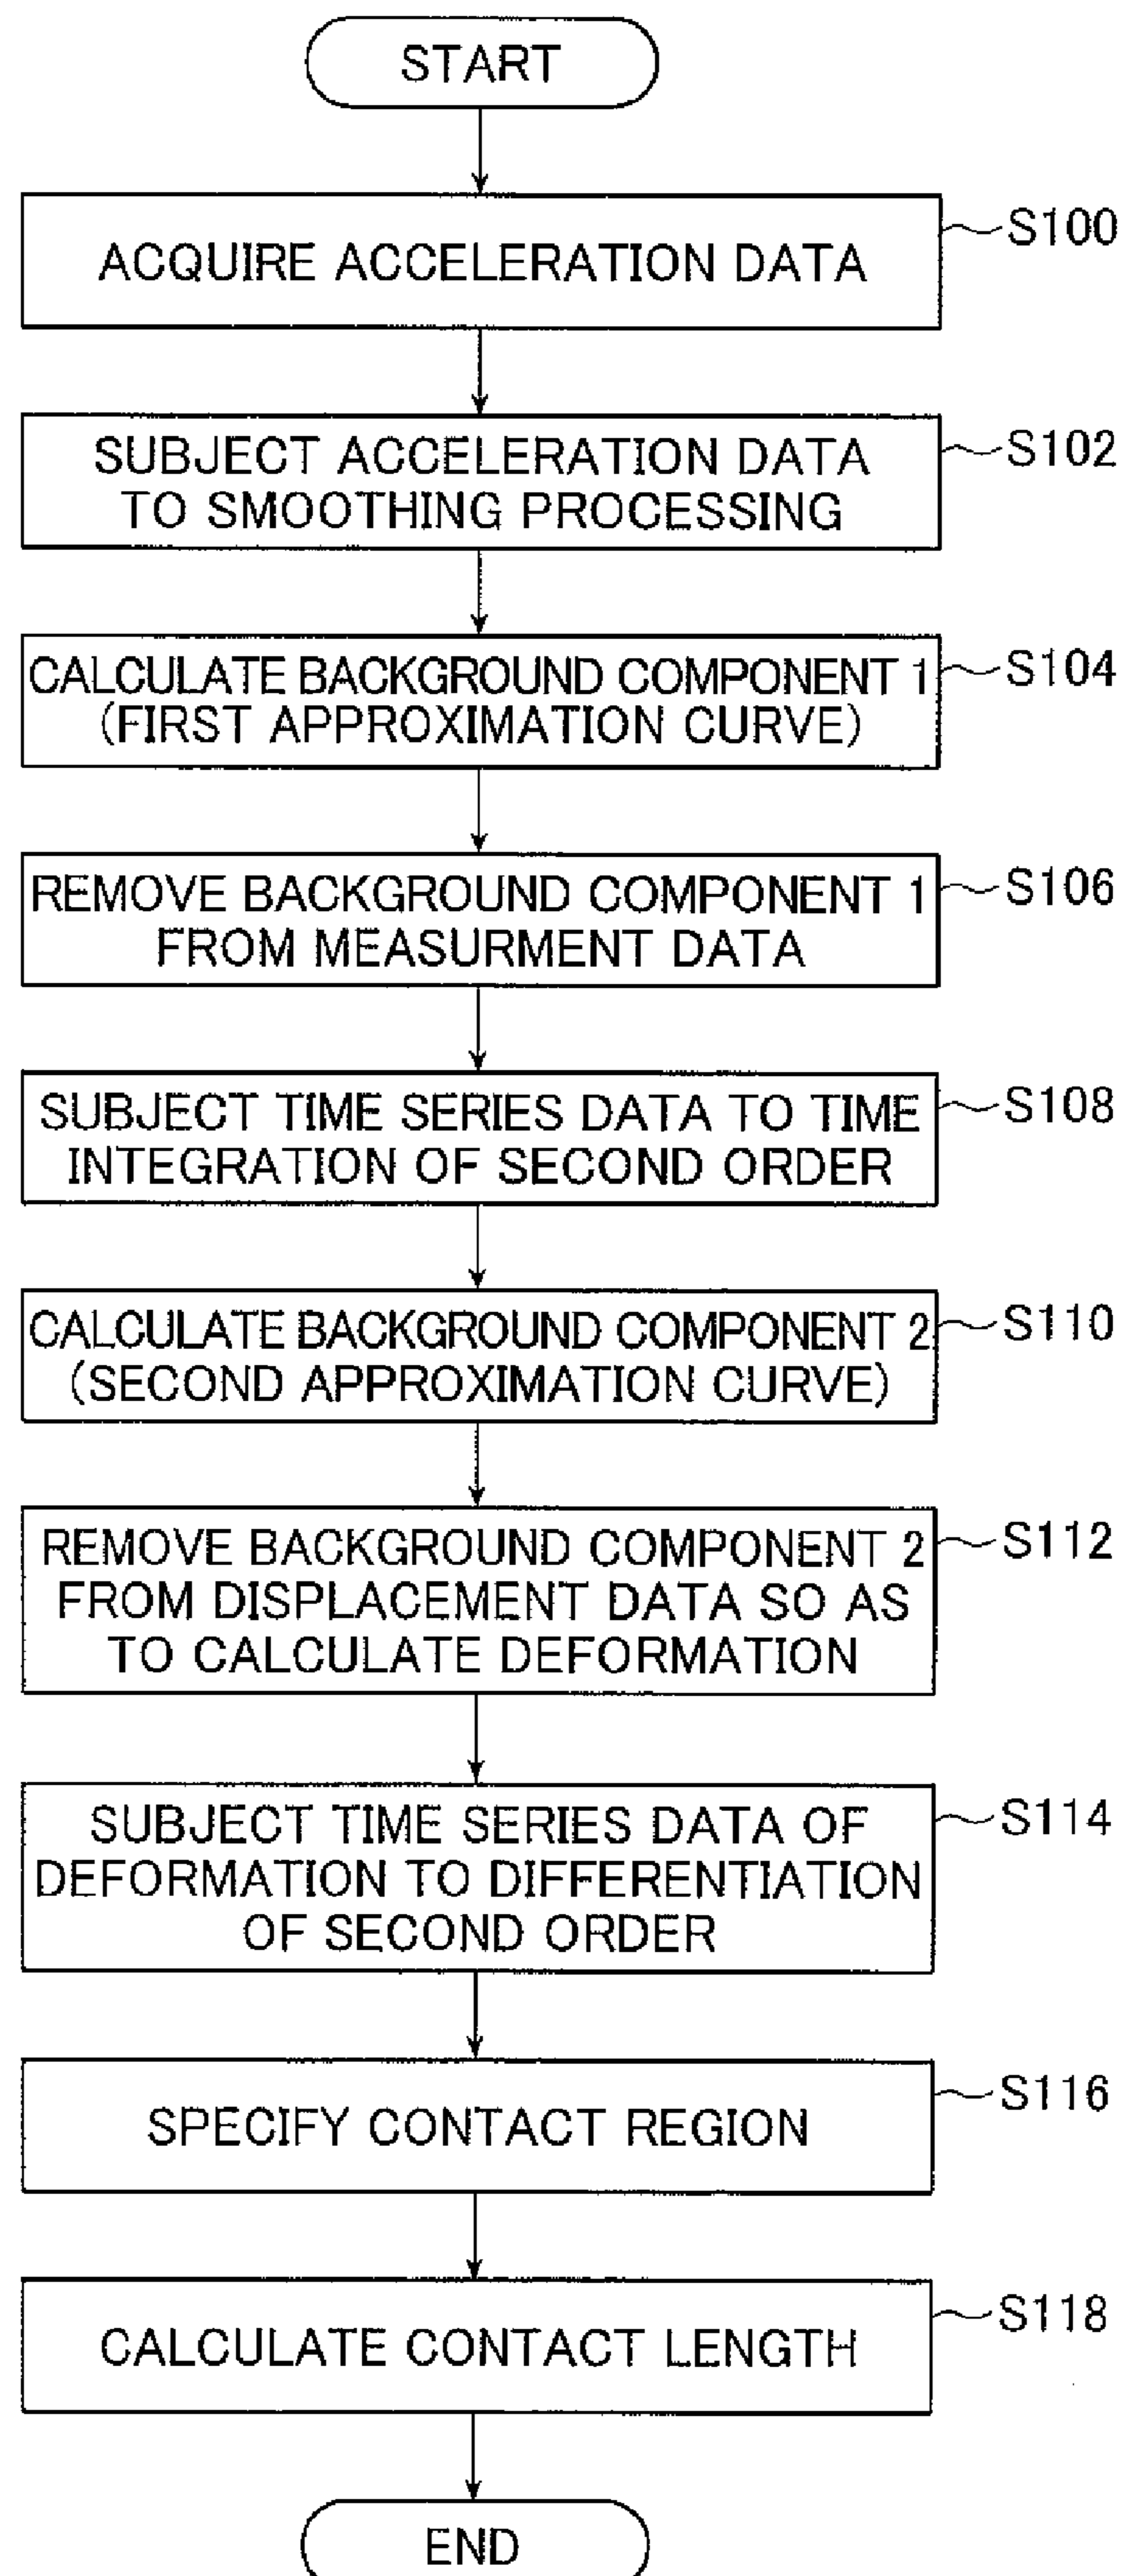 START
ACQUIRE ACCELERATION DATA
S100
SUBJECT ACCELERATION DATA
TO SMOOTHING PROCESSING
S102
CALCULATE BACKGROUND COMPONENT 1
(FIRST APPROXIMATION CURVE)
S104
REMOVE BACKGROUND COMPONENT 1
FROM MEASURMENT DATA
S106
SUBJECT TIME SERIES DATA TO TIME
INTEGRATION OF SECOND ORDER
S108
CALCULATE BACKGROUND COMPONENT 2
(SECOND APPROXIMATION CURVE)
S110
REMOVE BACKGROUND COMPONENT 2
FROM DISPLACEMENT DATA SO AS
TO CALCULATE DEFORMATION
S112
SUBJECT TIME SERIES DATA OF
DEFORMATION TO DIFFERENTIATION
OF SECOND ORDER
S114
SPECIFY CONTACT REGION
S116
CALCULATE CONTACT LENGTH
S118
END